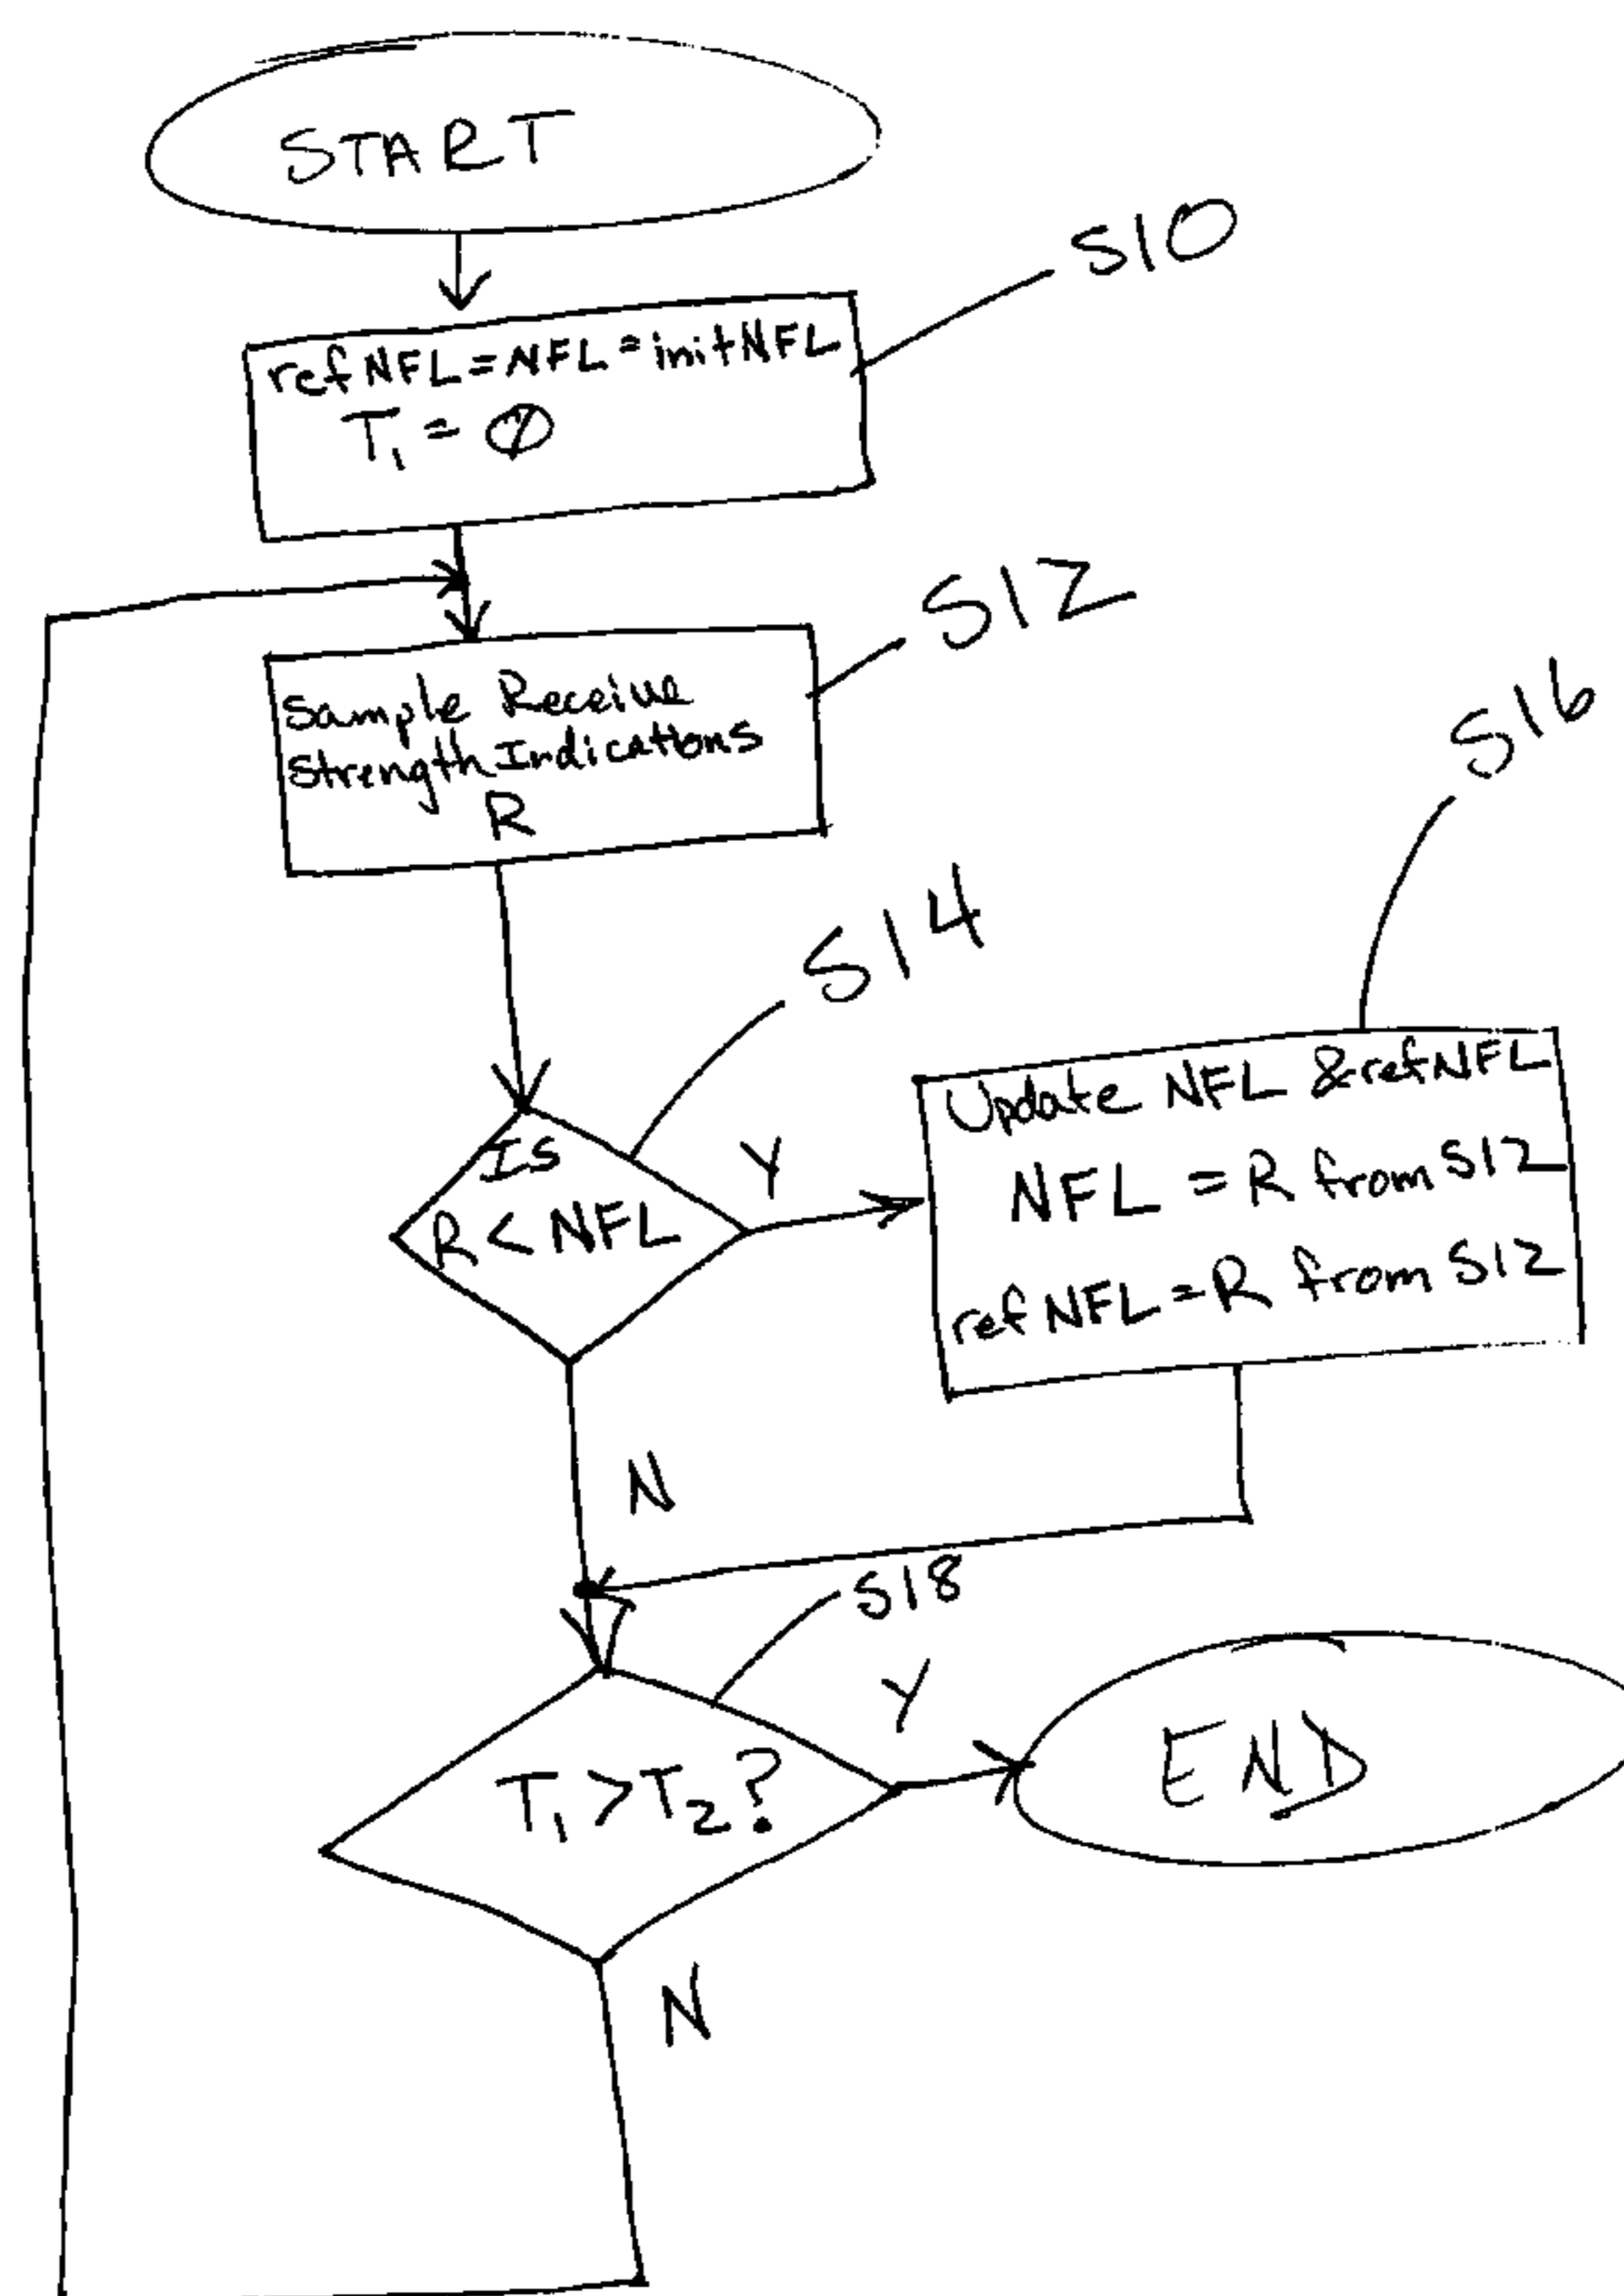 START
S10
refNFL = NFL = initNFL
T₁ = Ø
S12
Sample Receive
Strength Indications
R
S16
S14
Update NFL & refNFL
NFL = R from S12
refNFL = R from S12
Is
R < NFL
Y
N
S18
Y
T₁ > T₂ ?
END
N